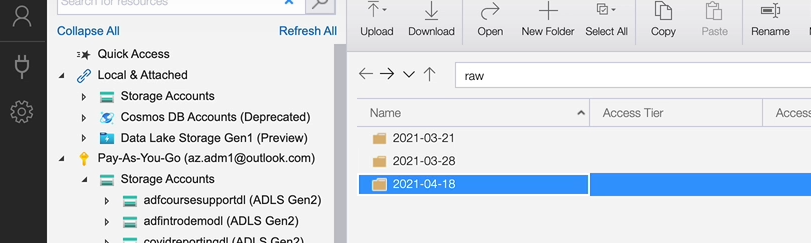 Search for resources
Collapse All
Refresh All
Quick Access
Local & Attached
Storage Accounts
Cosmos DB Accounts (Deprecated)
Data Lake Storage Gen1 (Preview)
Pay-As-You-Go (az.adm1@outlook.com)
Storage Accounts
adfcoursesupportdl (ADLS Gen2)
adfintrodemodl (ADLS Gen2)
covidreportingdl (ADLS Gen2)
Upload
Download
Open
New Folder
Select All
Copy
Paste
Rename
raw
Name
Access Tier
Access
2021-03-21
2021-03-28
2021-04-18